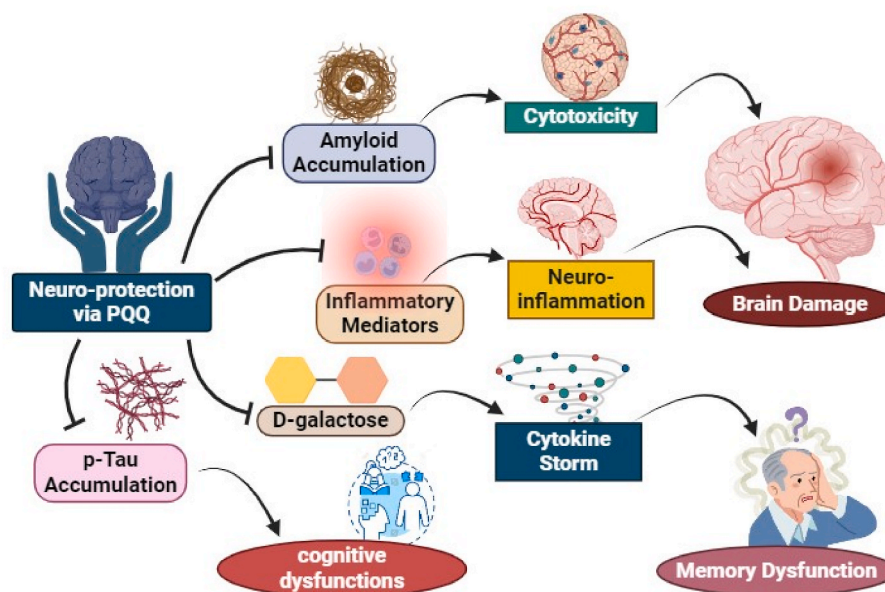 Amyloid
Accumulation
Cytotoxicity
Neuro-protection
via PQQ
Inflammatory
Mediators
Neuro-
inflammation
Brain Damage
D-galactose
Cytokine
Storm
?
p-Tau
Accumulation
cognitive
dysfunctions
Memory Dysfunction